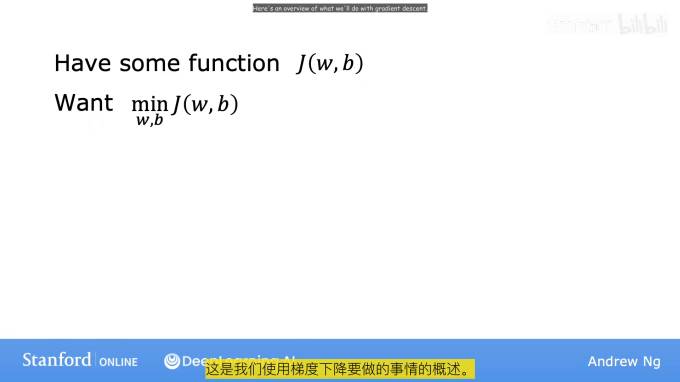 Here's an overview of what we'll do with gradient descent.
bilibili
Have some function J(w, b)
Want min J(w, b)
w,b
Stanford ONLINE
Andrew Ng
这是我们使用梯度下降要做的事情的概述。